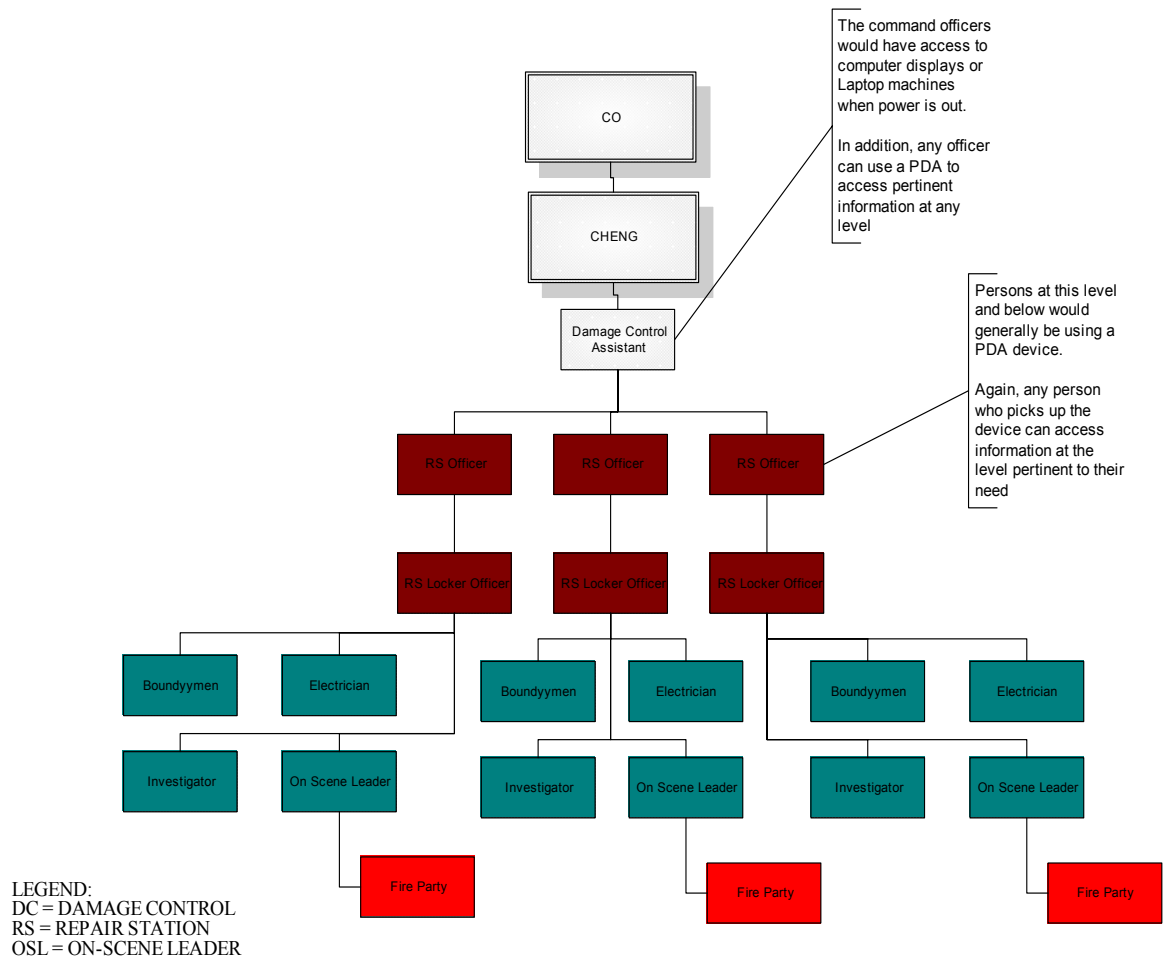 The command officers
would have access to
computer displays or
Laptop machines
when power is out.
In addition, any officer
can use a PDA to
access pertinent
information at any
level
CO
CHENG
Damage Control
Assistant
Persons at this level
and below would
generally be using a
PDA device.
Again, any person
who picks up the
device can access
information at the
level pertinent to their
need
RS Officer
RS Officer
RS Officer
RS Locker Officer
RS Locker Officer
RS Locker Officer
Boundyymen
Electrician
Boundyymen
Electrician
Boundyymen
Electrician
Investigator
On Scene Leader
Investigator
On Scene Leader
Investigator
On Scene Leader
Fire Party
Fire Party
Fire Party
LEGEND:
DC = DAMAGE CONTROL
RS = REPAIR STATION
OSL = ON-SCENE LEADER